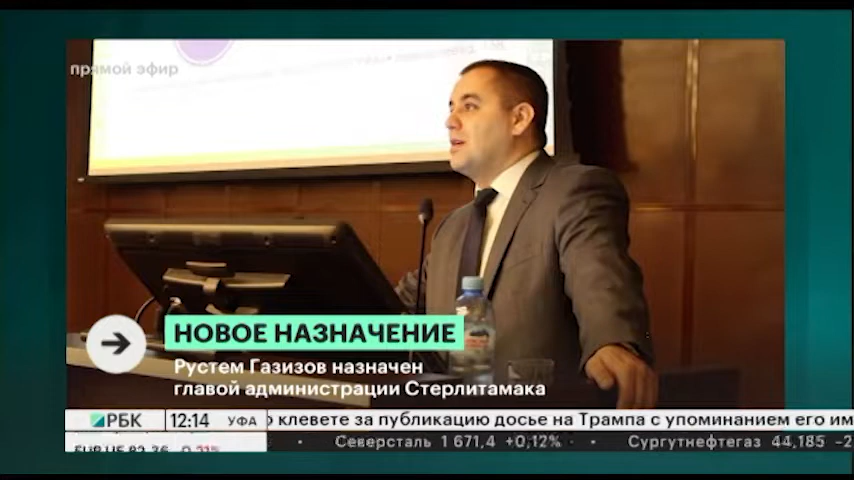 прямой эфир
НОВОЕ НАЗНАЧЕНИЕ
Рустем Газизов назначен
главой администрации Стерлитамака
РБК 12:14 УФА о клевете за публикацию досье на Трампа с упоминанием его им
Северсталь 1 671,4 +0,12% • Сургутнефтегаз 44,185 -2